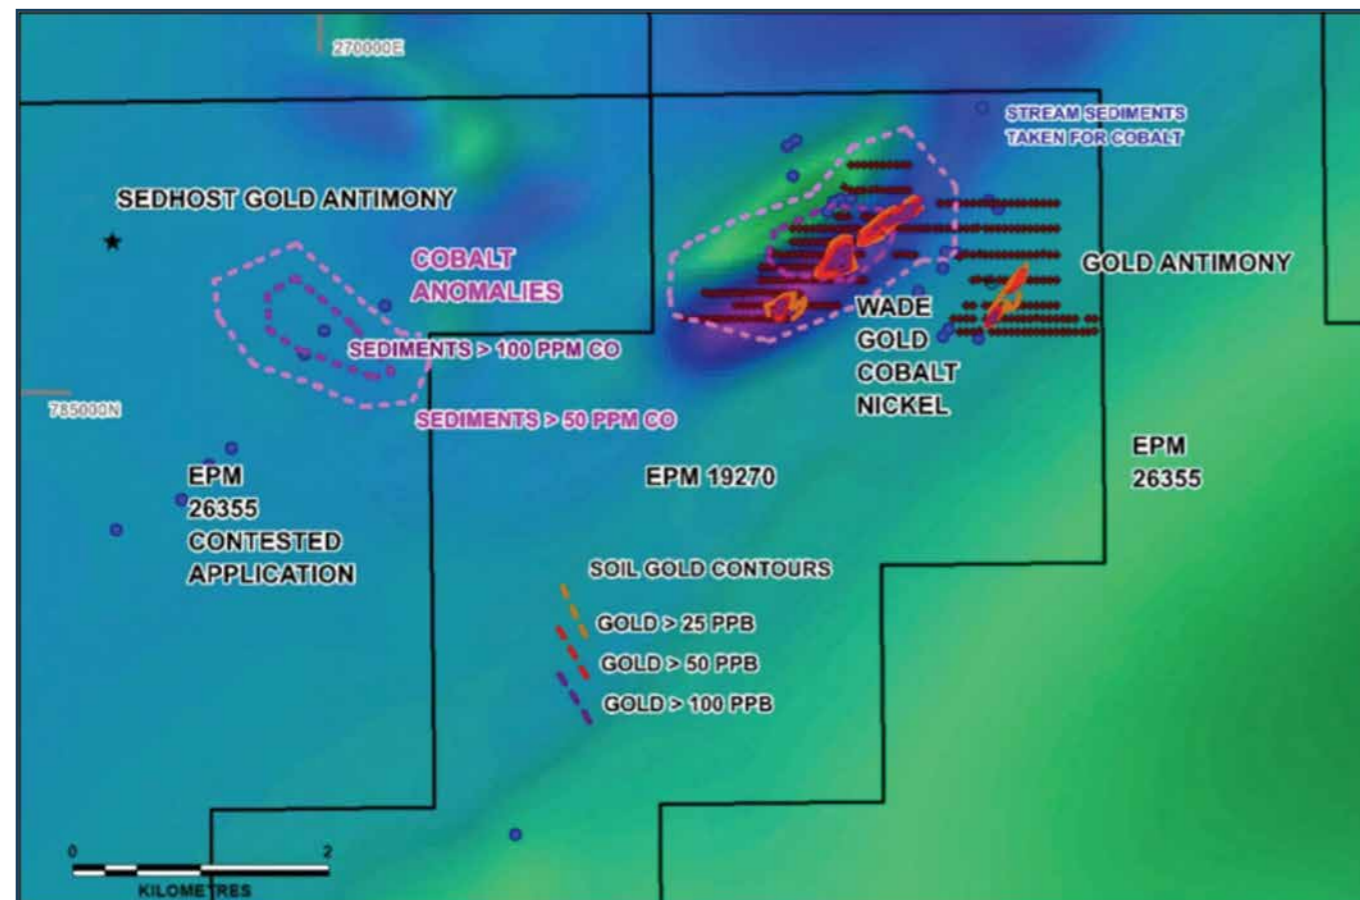 270000E
STREAM SEDIMENTS
TAKEN FOR COBALT
SEDHOST GOLD ANTIMONY
COBALT
ANOMALIES
GOLD ANTIMONY
WADE
GOLD
COBALT
NICKEL
SEDIMENTS > 100 PPM CO
785000N
SEDIMENTS > 50 PPM CO
EPM
26355
CONTESTED
APPLICATION
EPM 19270
EPM
26355
SOIL GOLD CONTOURS
GOLD > 25 PPB
GOLD > 50 PPB
GOLD > 100 PPB
0 2
KILOMETRES